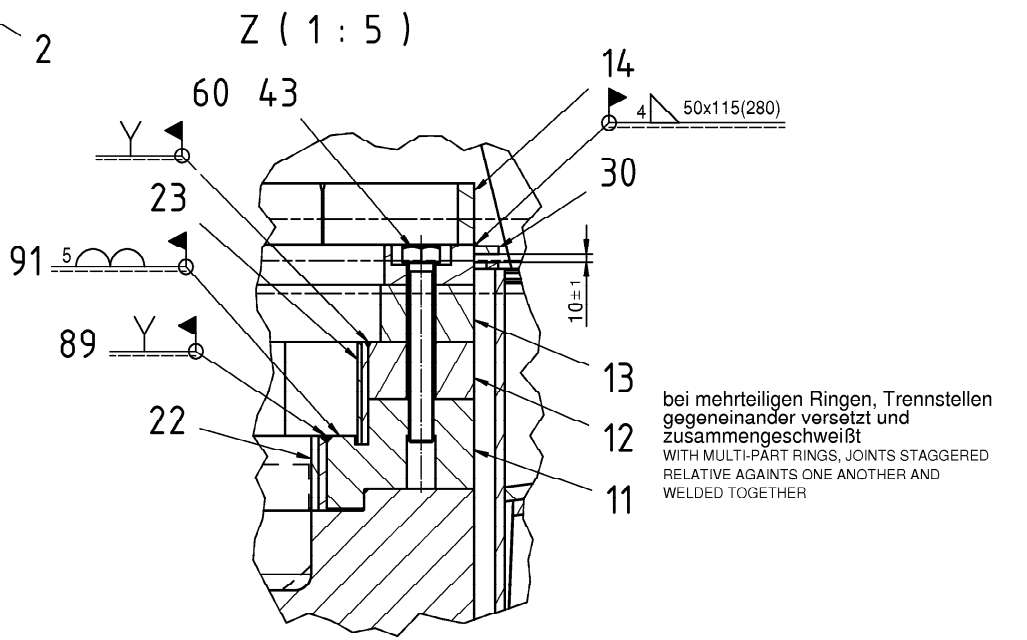 Z ( 1 : 5 )
2
14
60 43
4 50x115(280)
30
23
91 5
10±1
89
13
22
12
11
bei mehrteiligen Ringen, Trennstellen
gegeneinander versetzt und
zusammengeschweißt
WITH MULTI-PART RINGS, JOINTS STAGGERED
RELATIVE AGAINTS ONE ANOTHER AND
WELDED TOGETHER